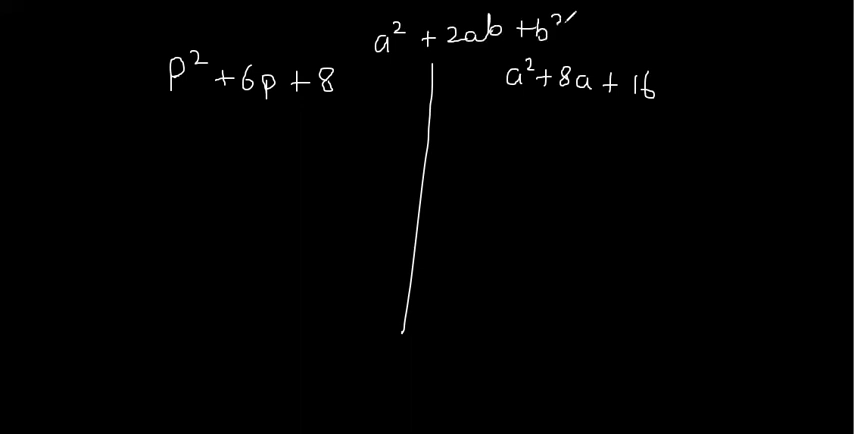 a² + 2ab + b²
p² + 6p + 8
a² + 8a + 16